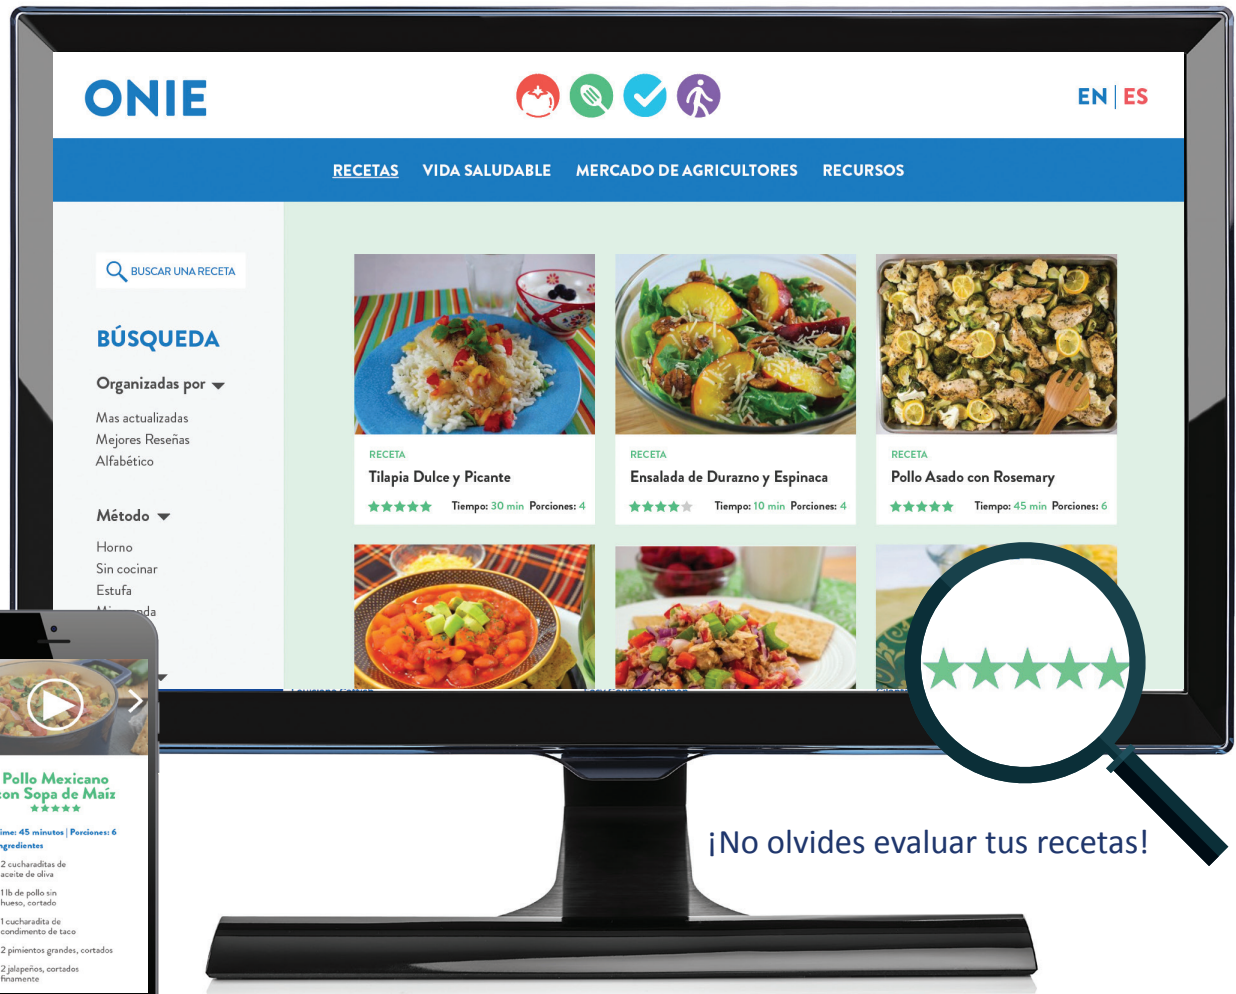 ONIE
EN | ES
RECETAS VIDA SALUDABLE MERCADO DE AGRICULTORES RECURSOS
BUSCAR UNA RECETA
BÚSQUEDA
Organizadas por
Mas actualizadas
Mejores Reseñas
Alfabético
Método
Horno
Sin cocinar
Estufa
RECETA
Tilapia Dulce y Picante
Tiempo: 30 min Porciones: 4
RECETA
Ensalada de Durazno y Espinaca
Tiempo: 10 min Porciones: 4
RECETA
Pollo Asado con Rosemary
Tiempo: 45 min Porciones: 6
Pollo Mexicano
con Sopa de Maíz
Time: 45 minutos | Porciones: 6
Ingredientes
2 cucharaditas de
aceite de oliva
1 lb de pollo sin
hueso, cortado
1 cucharadita de
condimento de taco
2 pimientos grandes, cortados
2 jalapeños, cortados
finamente
¡No olvides evaluar tus recetas!